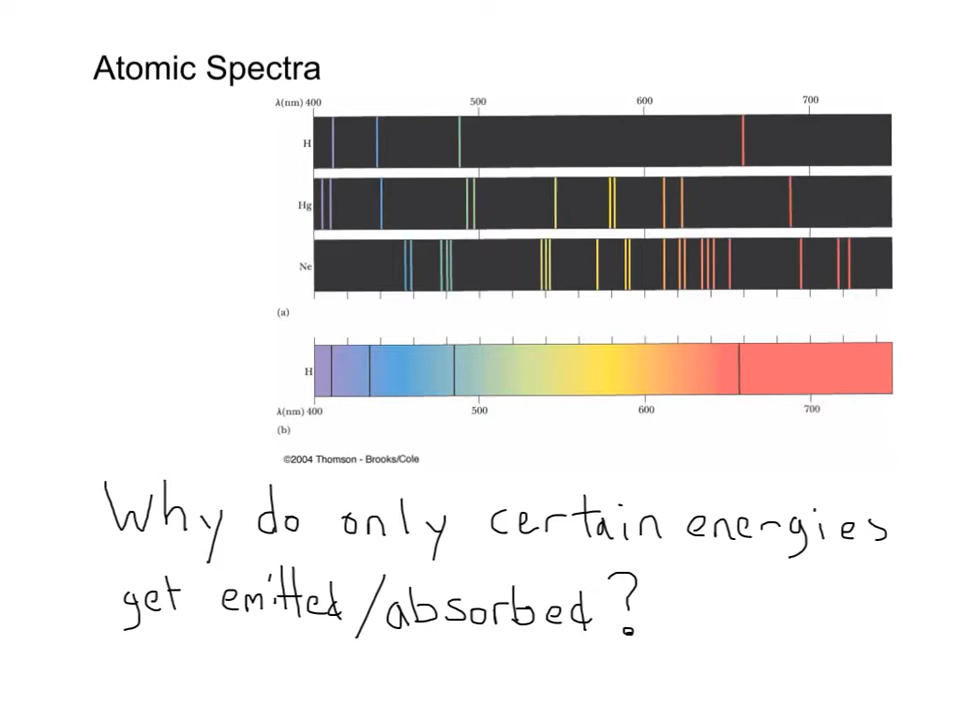 Atomic Spectra
λ(nm) 400 500 600 700
H
Hg
Ne
(a)
H
λ(nm) 400 500 600 700
(b)
©2004 Thomson - Brooks/Cole
Why do only certain energies
get emitted/absorbed?